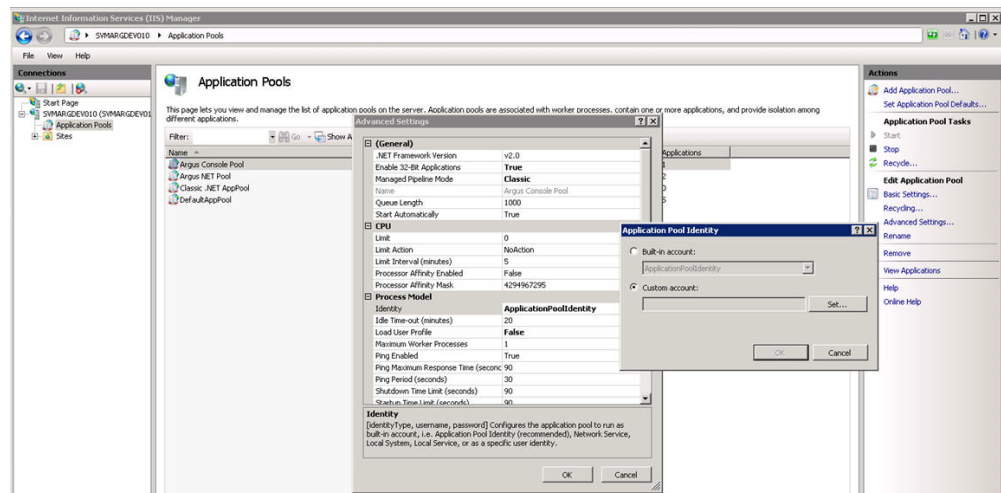 Internet Information Services (IIS) Manager
SVMARGDEV010 Application Pools
File View Help
Connections
Start Page
SVMARGDEV010 (SVMARGDEV01
Application Pools
Sites
Application Pools
This page lets you view and manage the list of application pools on the server. Application pools are associated with worker processes, contain one or more applications, and provide isolation among
different applications.
Filter: Go Show A
Name Applications
Argus Console Pool 1
Argus NET Pool 2
Classic .NET AppPool 0
DefaultAppPool
Advanced Settings
(General)
.NET Framework Version v2.0
Enable 32-Bit Applications True
Managed Pipeline Mode Classic
Name Argus Console Pool
Queue Length 1000
Start Automatically True
CPU
Limit 0
Limit Action NoAction
Limit Interval (minutes) 5
Processor Affinity Enabled False
Processor Affinity Mask 4294967295
Process Model
Identity ApplicationPoolIdentity
Idle Time-out (minutes) 20
Load User Profile False
Maximum Worker Processes 1
Ping Enabled True
Ping Maximum Response Time (seconc 90
Ping Period (seconds) 30
Shutdown Time Limit (seconds) 90
Startup Time Limit (seconds) 90
Identity
[identityType, username, password] Configures the application pool to run as
built-in account, i.e. Application Pool Identity (recommended), Network Service,
Local System, Local Service, or as a specific user identity.
OK Cancel
Application Pool Identity
Built-in account:
ApplicationPoolIdentity
Custom account:
Set...
OK Cancel
Actions
Add Application Pool...
Set Application Pool Defaults...
Application Pool Tasks
Start
Stop
Recycle...
Edit Application Pool
Basic Settings...
Recycling...
Advanced Settings...
Rename
Remove
View Applications
Help
Online Help